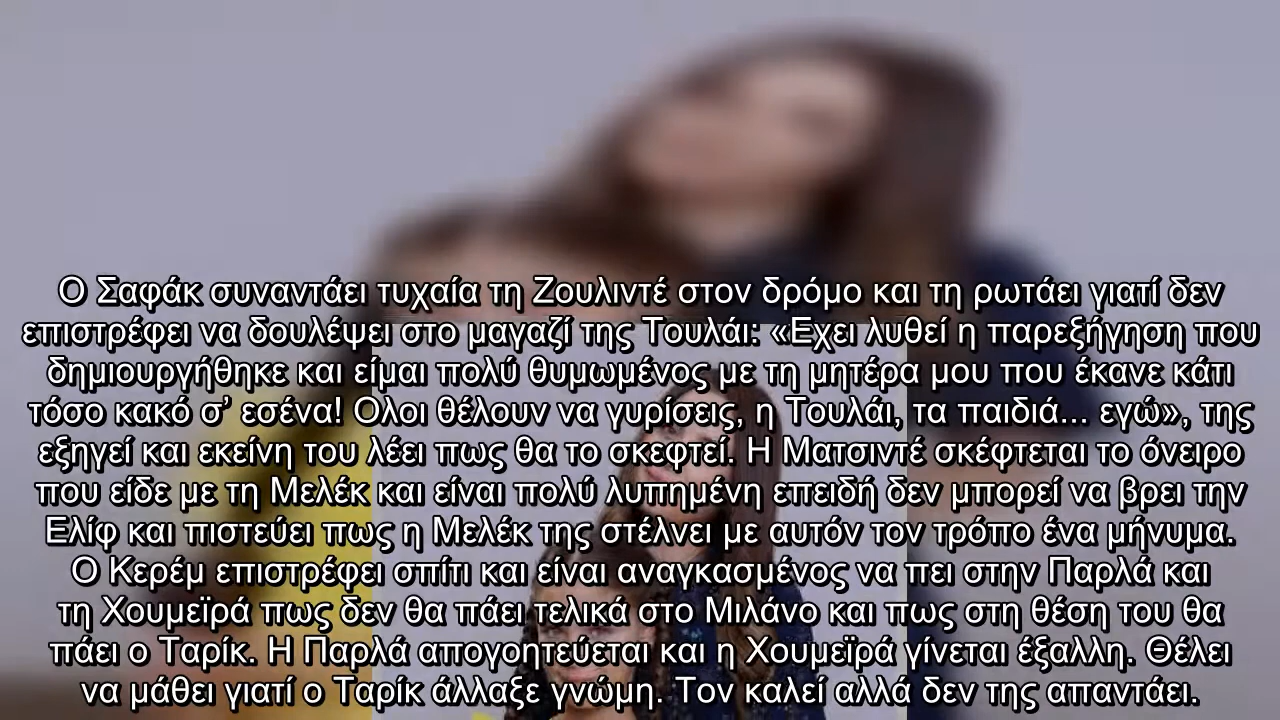 Ο Σαφάκ συναντάει τυχαία τη Ζουλιντέ στον δρόμο και τη ρωτάει γιατί δεν
επιστρέφει να δουλέψει στο μαγαζί της Τουλάι: «Εχει λυθεί η παρεξήγηση που
δημιουργήθηκε και είμαι πολύ θυμωμένος με τη μητέρα μου που έκανε κάτι
τόσο κακό σ’ εσένα! Ολοι θέλουν να γυρίσεις, η Τουλάι, τα παιδιά... εγώ», της
εξηγεί και εκείνη του λέει πως θα το σκεφτεί. Η Ματσιντέ σκέφτεται το όνειρο
που είδε με τη Μελέκ και είναι πολύ λυπημένη επειδή δεν μπορεί να βρει την
Ελίφ και πιστεύει πως η Μελέκ της στέλνει με αυτόν τον τρόπο ένα μήνυμα.
Ο Κερέμ επιστρέφει σπίτι και είναι αναγκασμένος να πει στην Παρλά και
τη Χουμεϊρά πως δεν θα πάει τελικά στο Μιλάνο και πως στη θέση του θα
πάει ο Ταρίκ. Η Παρλά απογοητεύεται και η Χουμεϊρά γίνεται έξαλλη. Θέλει
να μάθει γιατί ο Ταρίκ άλλαξε γνώμη. Τον καλεί αλλά δεν της απαντάει.